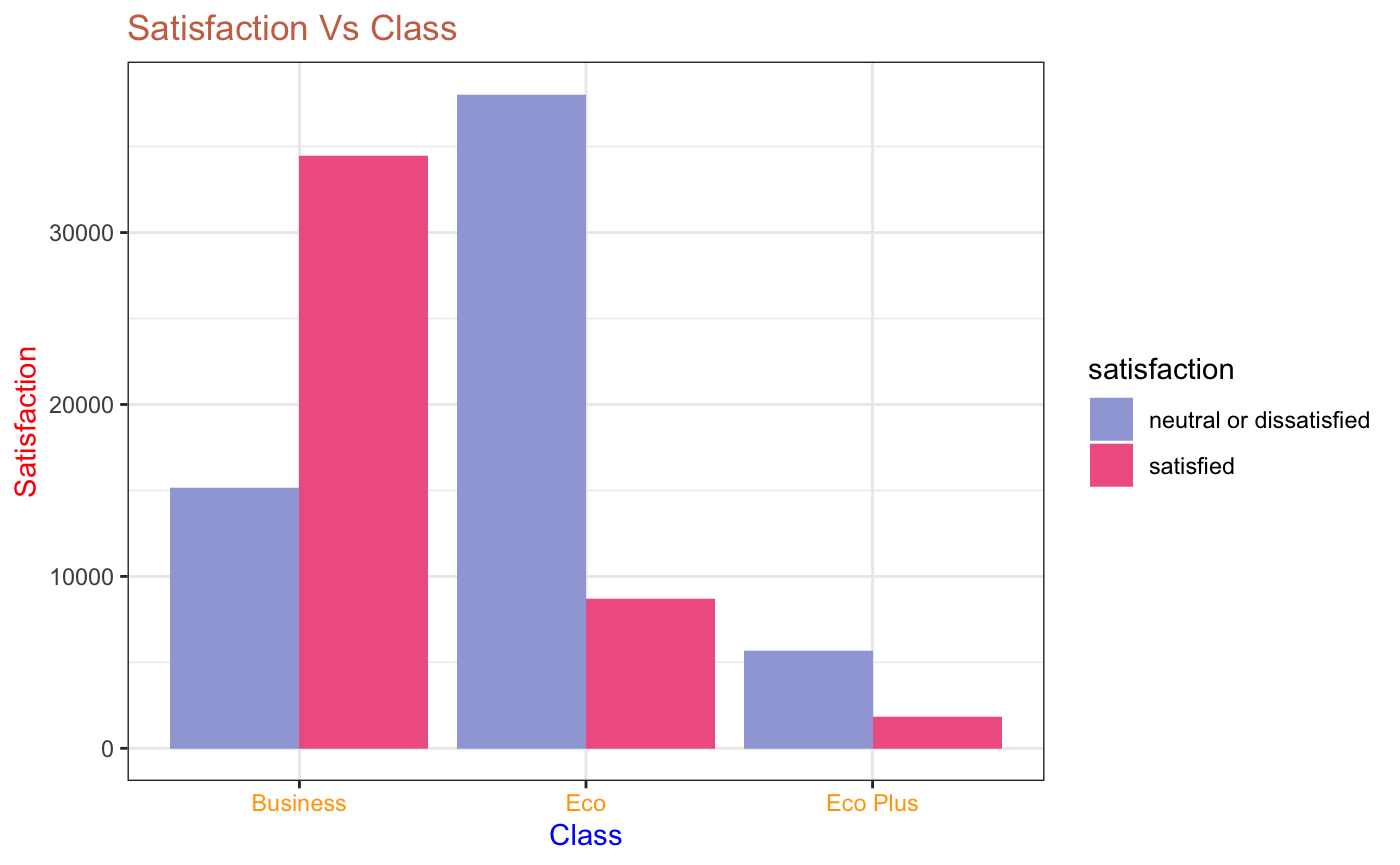 Satisfaction Vs Class
Satisfaction
30000
20000
10000
0
Business
Eco
Eco Plus
Class
satisfaction
neutral or dissatisfied
satisfied